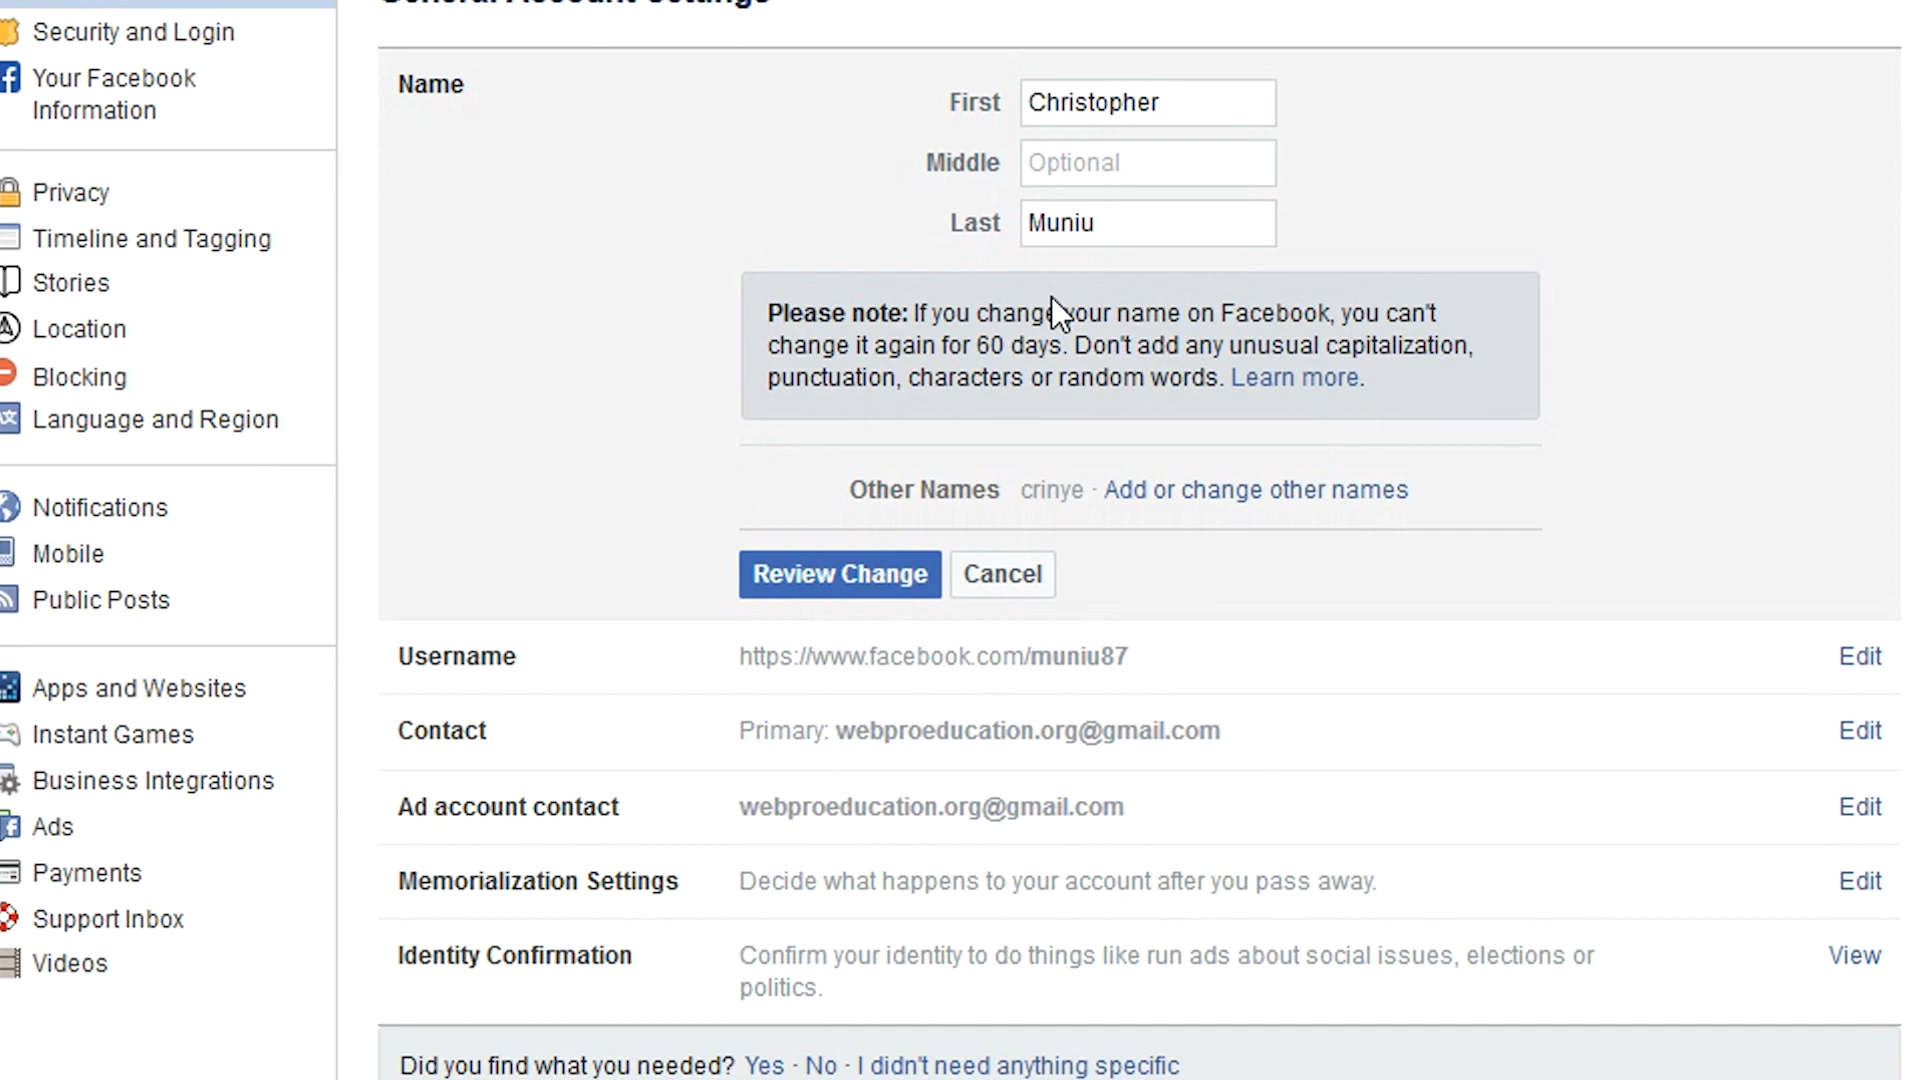 General Account Settings
Security and Login
Your Facebook
Information
Privacy
Timeline and Tagging
Stories
Location
Blocking
Language and Region
Notifications
Mobile
Public Posts
Apps and Websites
Instant Games
Business Integrations
Ads
Payments
Support Inbox
Videos
Name
First Christopher
Middle Optional
Last Muniu
Please note: If you change your name on Facebook, you can't
change it again for 60 days. Don't add any unusual capitalization,
punctuation, characters or random words. Learn more.
Other Names crinye · Add or change other names
Review Change Cancel
Username https://www.facebook.com/muniu87 Edit
Contact Primary: webproeducation.org@gmail.com Edit
Ad account contact webproeducation.org@gmail.com Edit
Memorialization Settings Decide what happens to your account after you pass away. Edit
Identity Confirmation Confirm your identity to do things like run ads about social issues, elections or View
politics.
Did you find what you needed? Yes · No · I didn't need anything specific